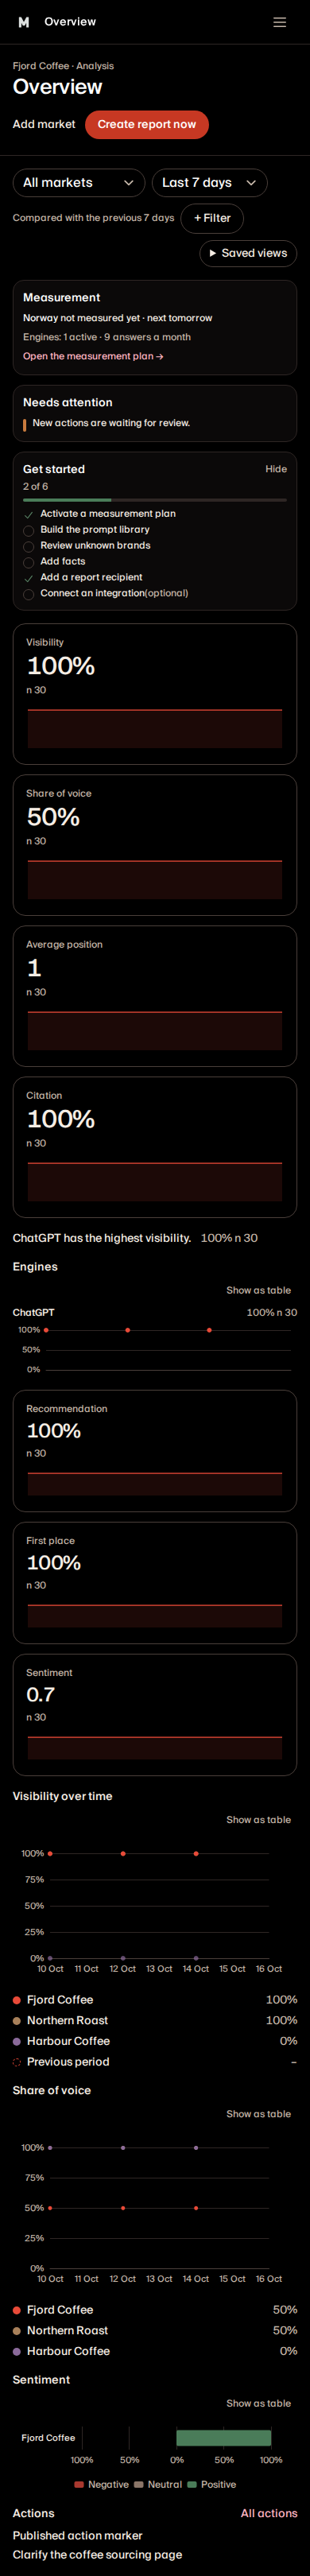 M Overview
Fjord Coffee · Analysis
Overview
Add market Create report now
All markets Last 7 days
Compared with the previous 7 days + Filter
▶ Saved views
Measurement
Norway not measured yet · next tomorrow
Engines: 1 active · 9 answers a month
Open the measurement plan →
Needs attention
New actions are waiting for review.
Get started Hide
2 of 6
Activate a measurement plan
Build the prompt library
Review unknown brands
Add facts
Add a report recipient
Connect an integration(optional)
Visibility
100%
n 30
Share of voice
50%
n 30
Average position
1
n 30
Citation
100%
n 30
ChatGPT has the highest visibility. 100% n 30
Engines
Show as table
ChatGPT 100% n 30
100%
50%
0%
Recommendation
100%
n 30
First place
100%
n 30
Sentiment
0.7
n 30
Visibility over time
Show as table
100%
75%
50%
25%
0%
10 Oct 11 Oct 12 Oct 13 Oct 14 Oct 15 Oct 16 Oct
Fjord Coffee 100%
Northern Roast 100%
Harbour Coffee 0%
Previous period –
Share of voice
Show as table
100%
75%
50%
25%
0%
10 Oct 11 Oct 12 Oct 13 Oct 14 Oct 15 Oct 16 Oct
Fjord Coffee 50%
Northern Roast 50%
Harbour Coffee 0%
Sentiment
Show as table
Fjord Coffee
100% 50% 0% 50% 100%
Negative Neutral Positive
Actions All actions
Published action marker
Clarify the coffee sourcing page